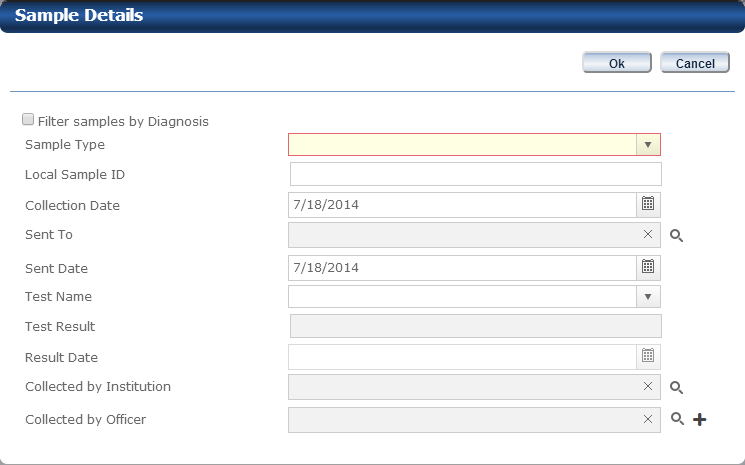 Sample Details
Ok Cancel
Filter samples by Diagnosis
Sample Type
Local Sample ID
Collection Date 7/18/2014
Sent To
Sent Date 7/18/2014
Test Name
Test Result
Result Date
Collected by Institution
Collected by Officer